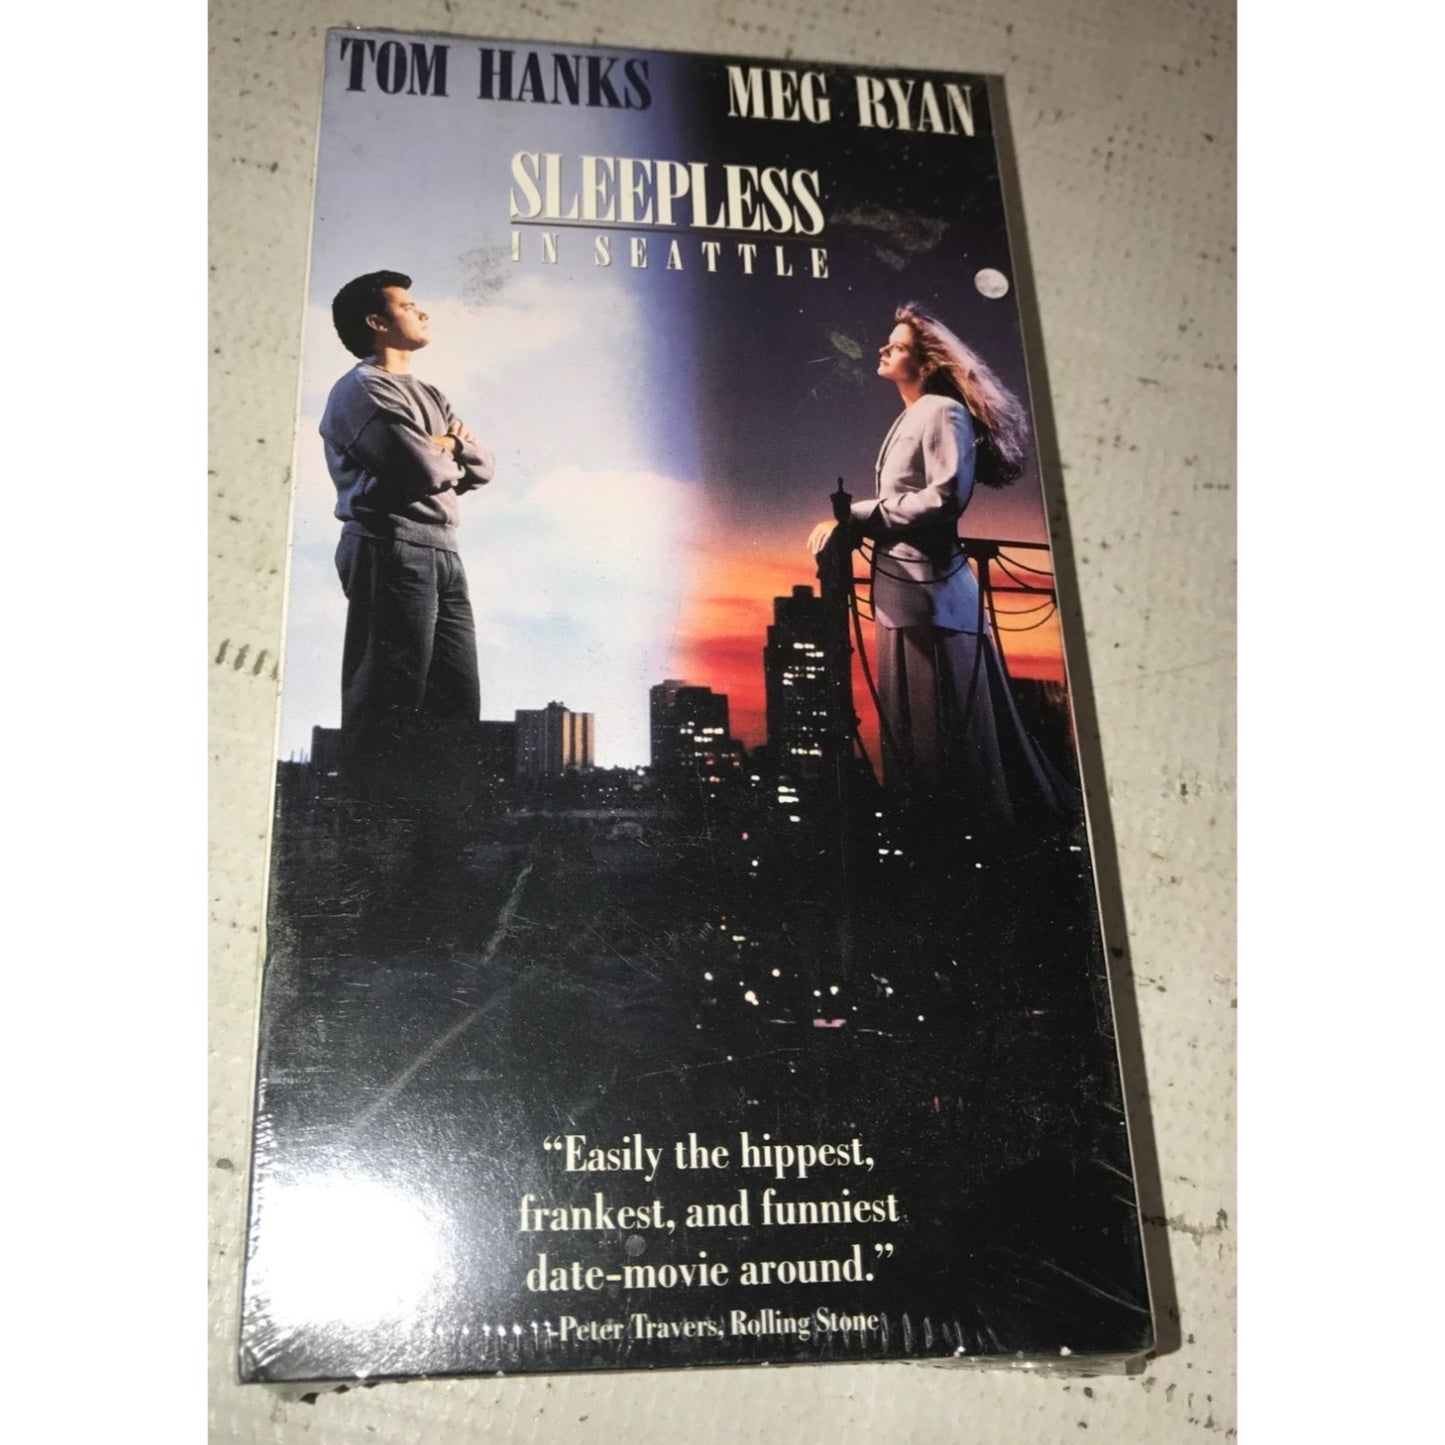 TOM HANKS MEG RYAN
SLEEPLESS
IN SEATTLE
“Easily the hippest,
frankest, and funniest
date-movie around.”
-Peter Travers, Rolling Stone